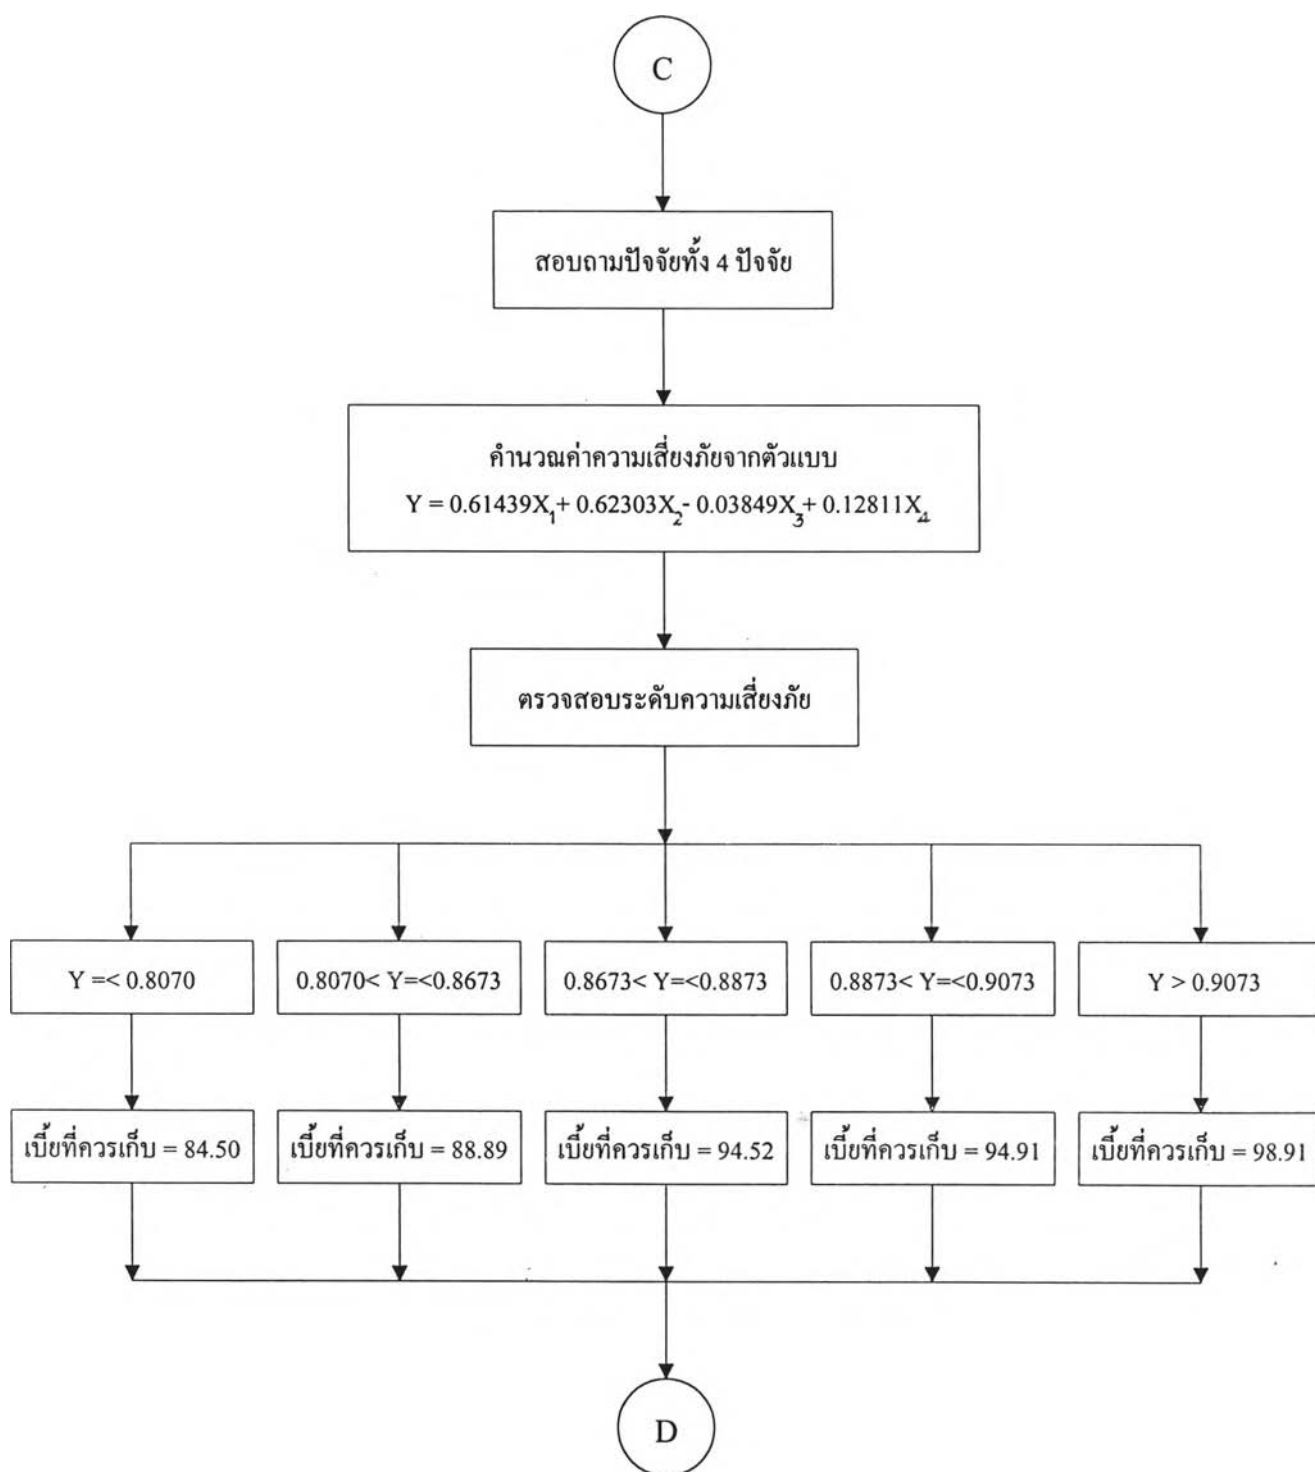 C
สอบถามปัจจัยทั้ง 4 ปัจจัย
คำนวณค่าความเสี่ยงภัยจากตัวแบบ
Y = 0.61439X1+ 0.62303X2- 0.03849X3+ 0.12811X4
ตรวจสอบระดับความเสี่ยงภัย
Y =< 0.8070
0.8070< Y=<0.8673
0.8673< Y=<0.8873
0.8873< Y=<0.9073
Y > 0.9073
เบี้ยที่ควรเก็บ = 84.50
เบี้ยที่ควรเก็บ = 88.89
เบี้ยที่ควรเก็บ = 94.52
เบี้ยที่ควรเก็บ = 94.91
เบี้ยที่ควรเก็บ = 98.91
D